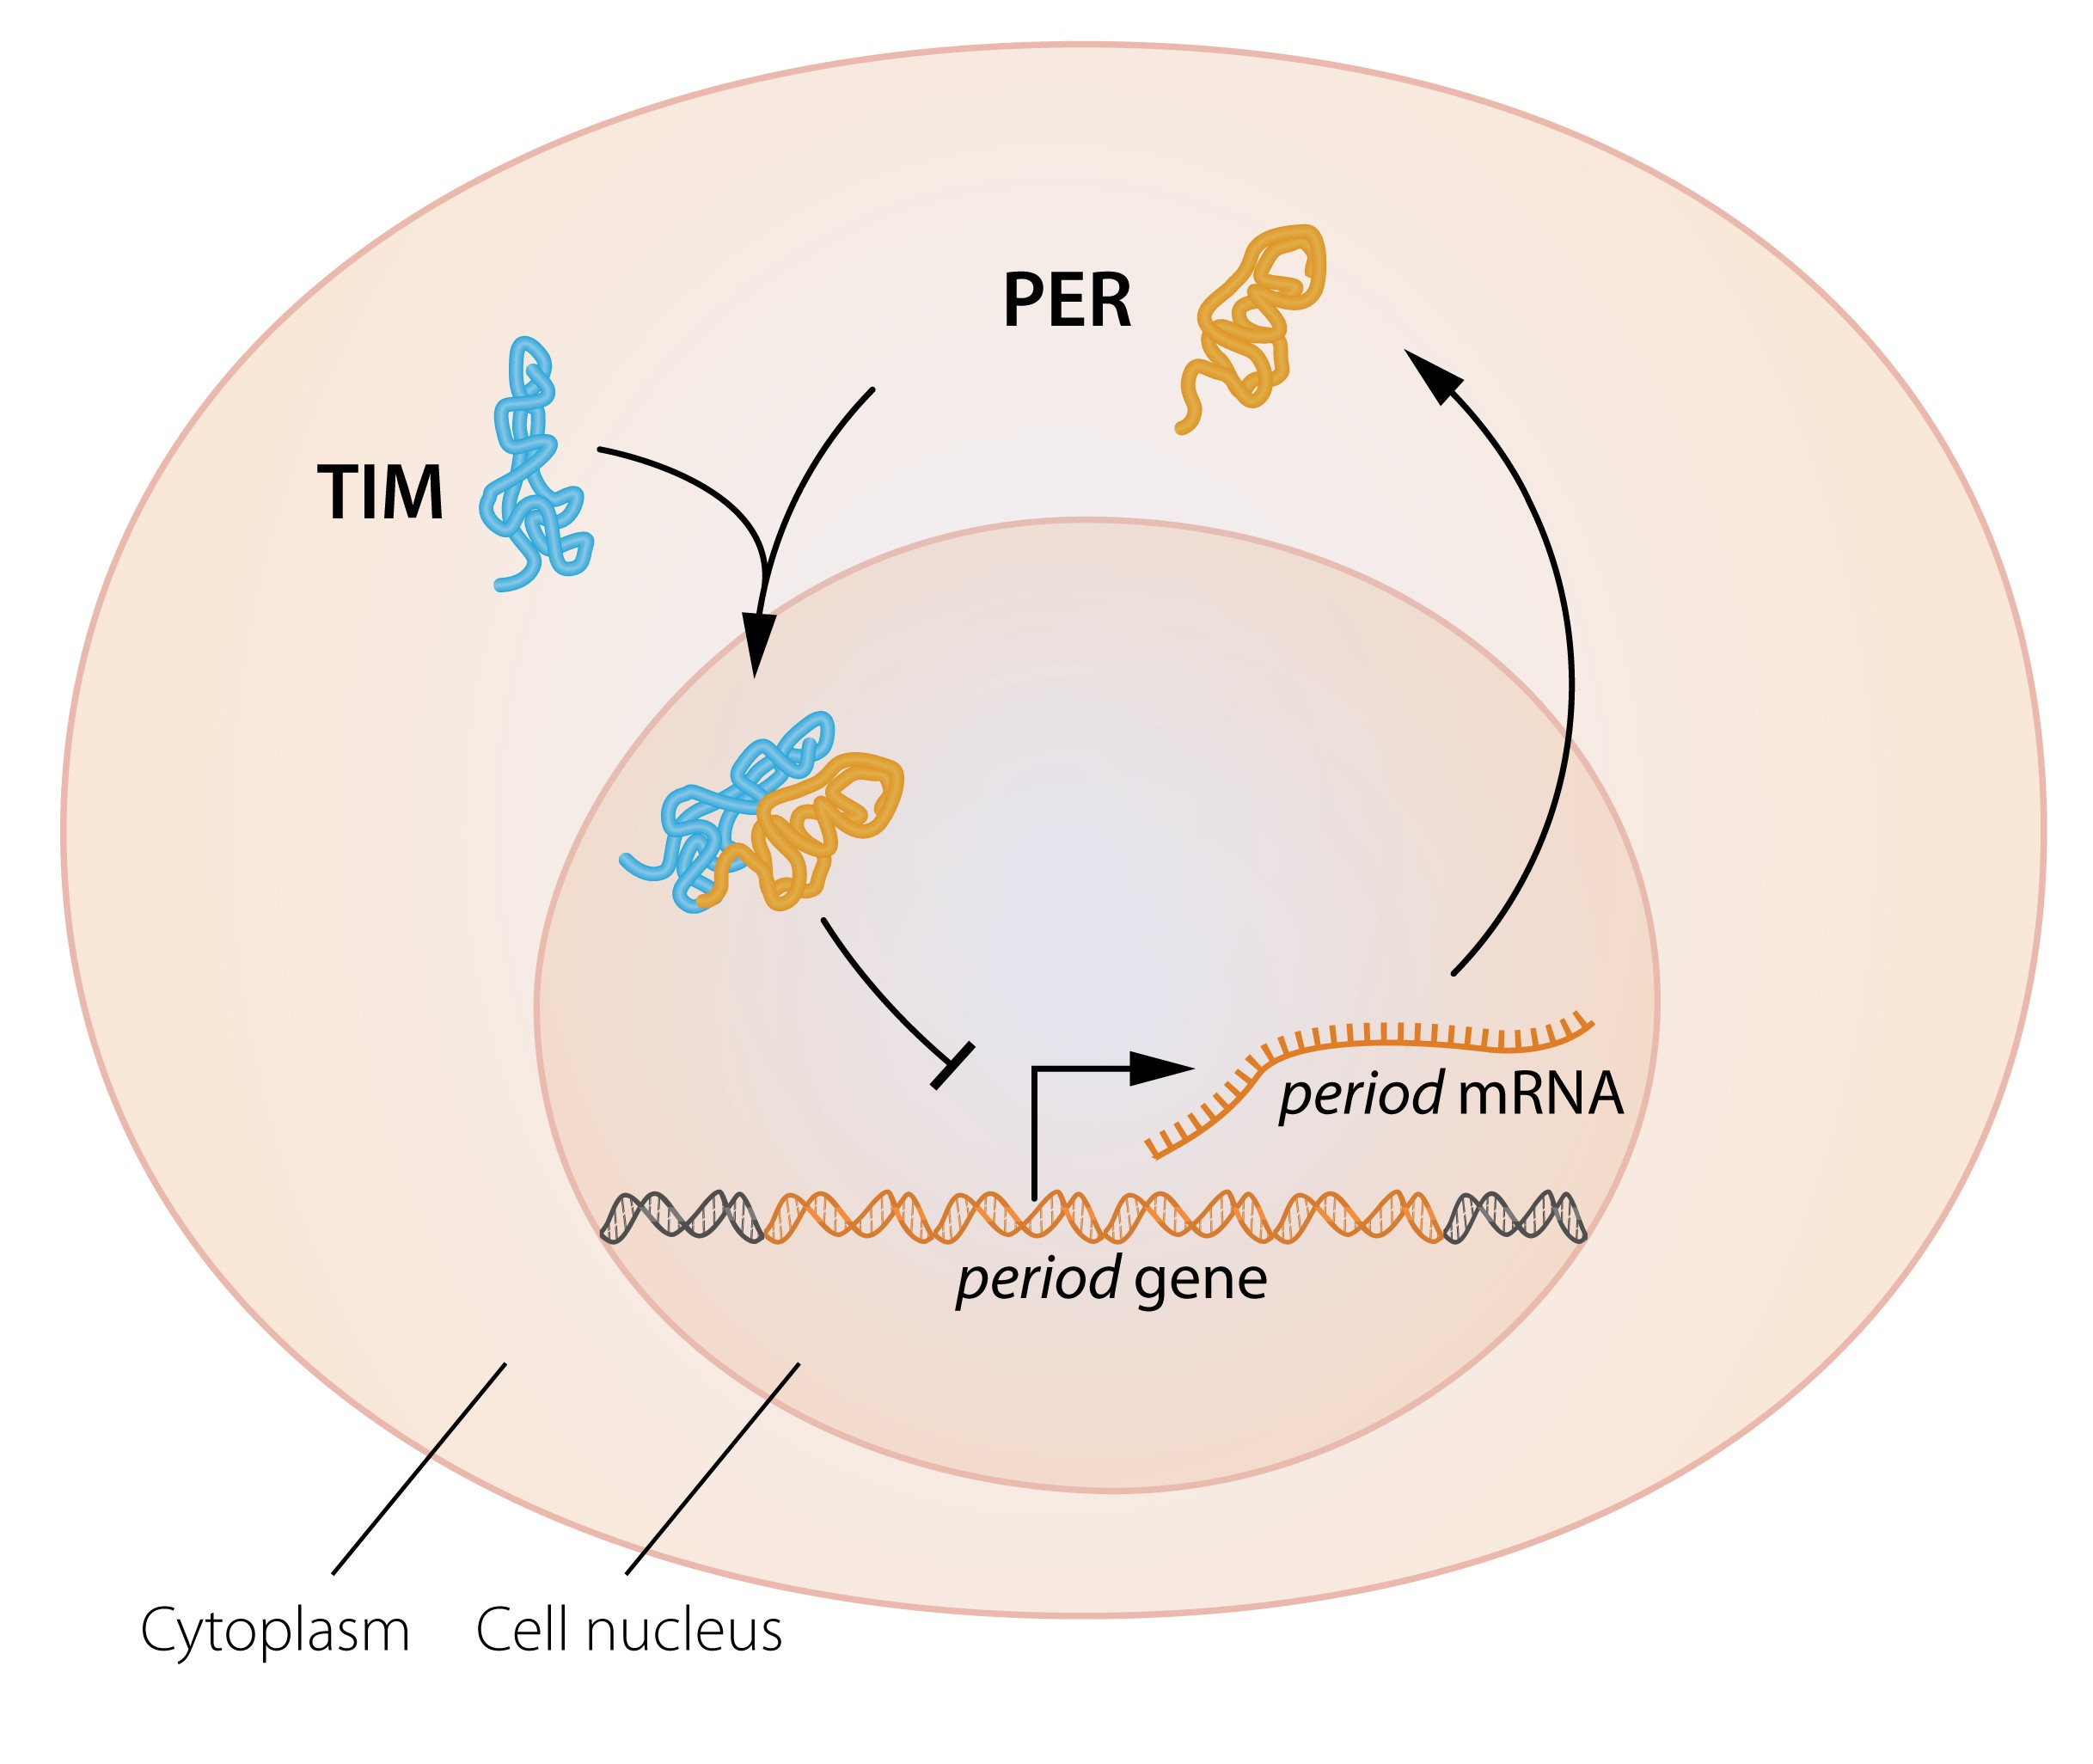 PER
TIM
period mRNA
period gene
Cytoplasm
Cell nucleus